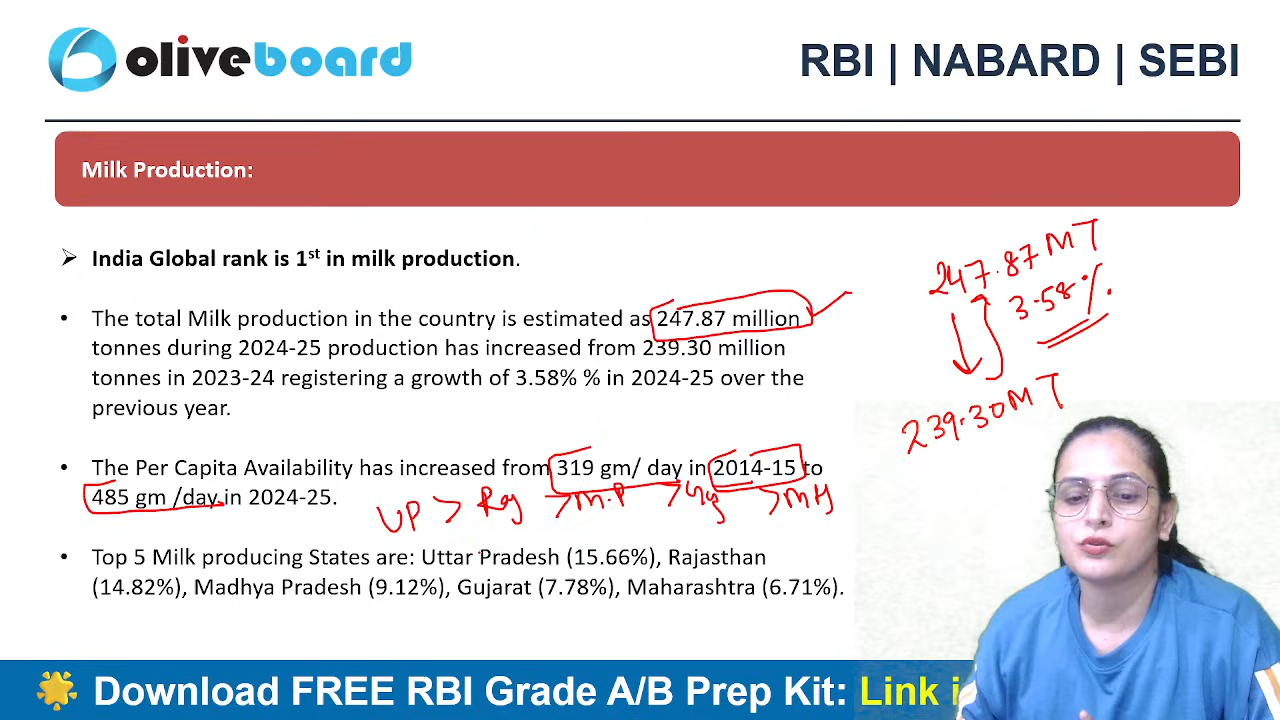 oliveboard
RBI | NABARD | SEBI
Milk Production:
India Global rank is 1st in milk production.
The total Milk production in the country is estimated as 247.87 million
tonnes during 2024-25 production has increased from 239.30 million
tonnes in 2023-24 registering a growth of 3.58% % in 2024-25 over the
previous year.
247.87 MT
3.58%
239.30 MT
The Per Capita Availability has increased from 319 gm/ day in 2014-15 to
485 gm /day in 2024-25.
UP > Raj > M.P > Guj > MH
Top 5 Milk producing States are: Uttar Pradesh (15.66%), Rajasthan
(14.82%), Madhya Pradesh (9.12%), Gujarat (7.78%), Maharashtra (6.71%).
Download FREE RBI Grade A/B Prep Kit: Link i